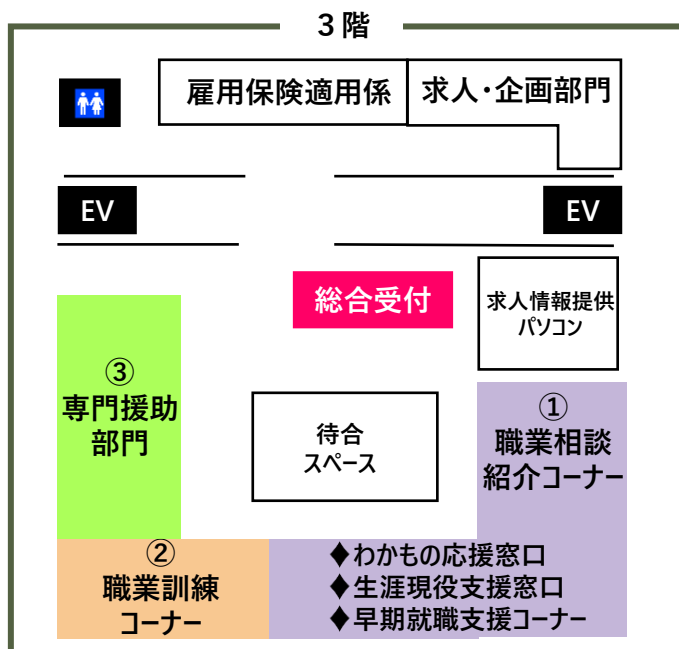 3階
雇用保険適用係
求人・企画部門
EV
EV
総合受付
求人情報提供
パソコン
③
専門援助
部門
待合
スペース
①
職業相談
紹介コーナー
②
職業訓練
コーナー
♦わかもの応援窓口
♦生涯現役支援窓口
♦早期就職支援コーナー